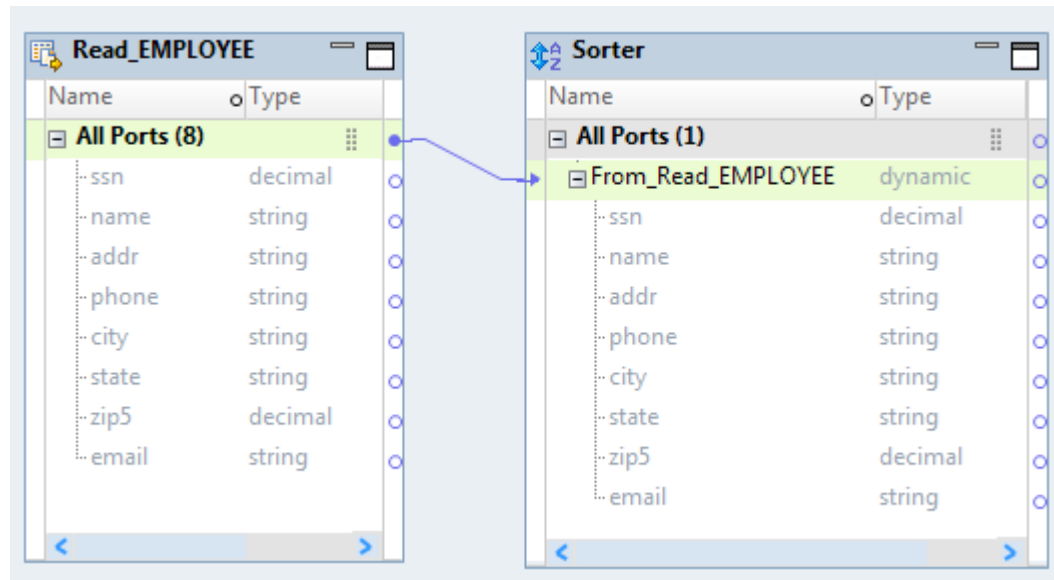 Read_EMPLOYEE
Name Type
All Ports (8)
ssn decimal
name string
addr string
phone string
city string
state string
zip5 decimal
email string
Sorter
Name Type
All Ports (1)
From_Read_EMPLOYEE dynamic
ssn decimal
name string
addr string
phone string
city string
state string
zip5 decimal
email string